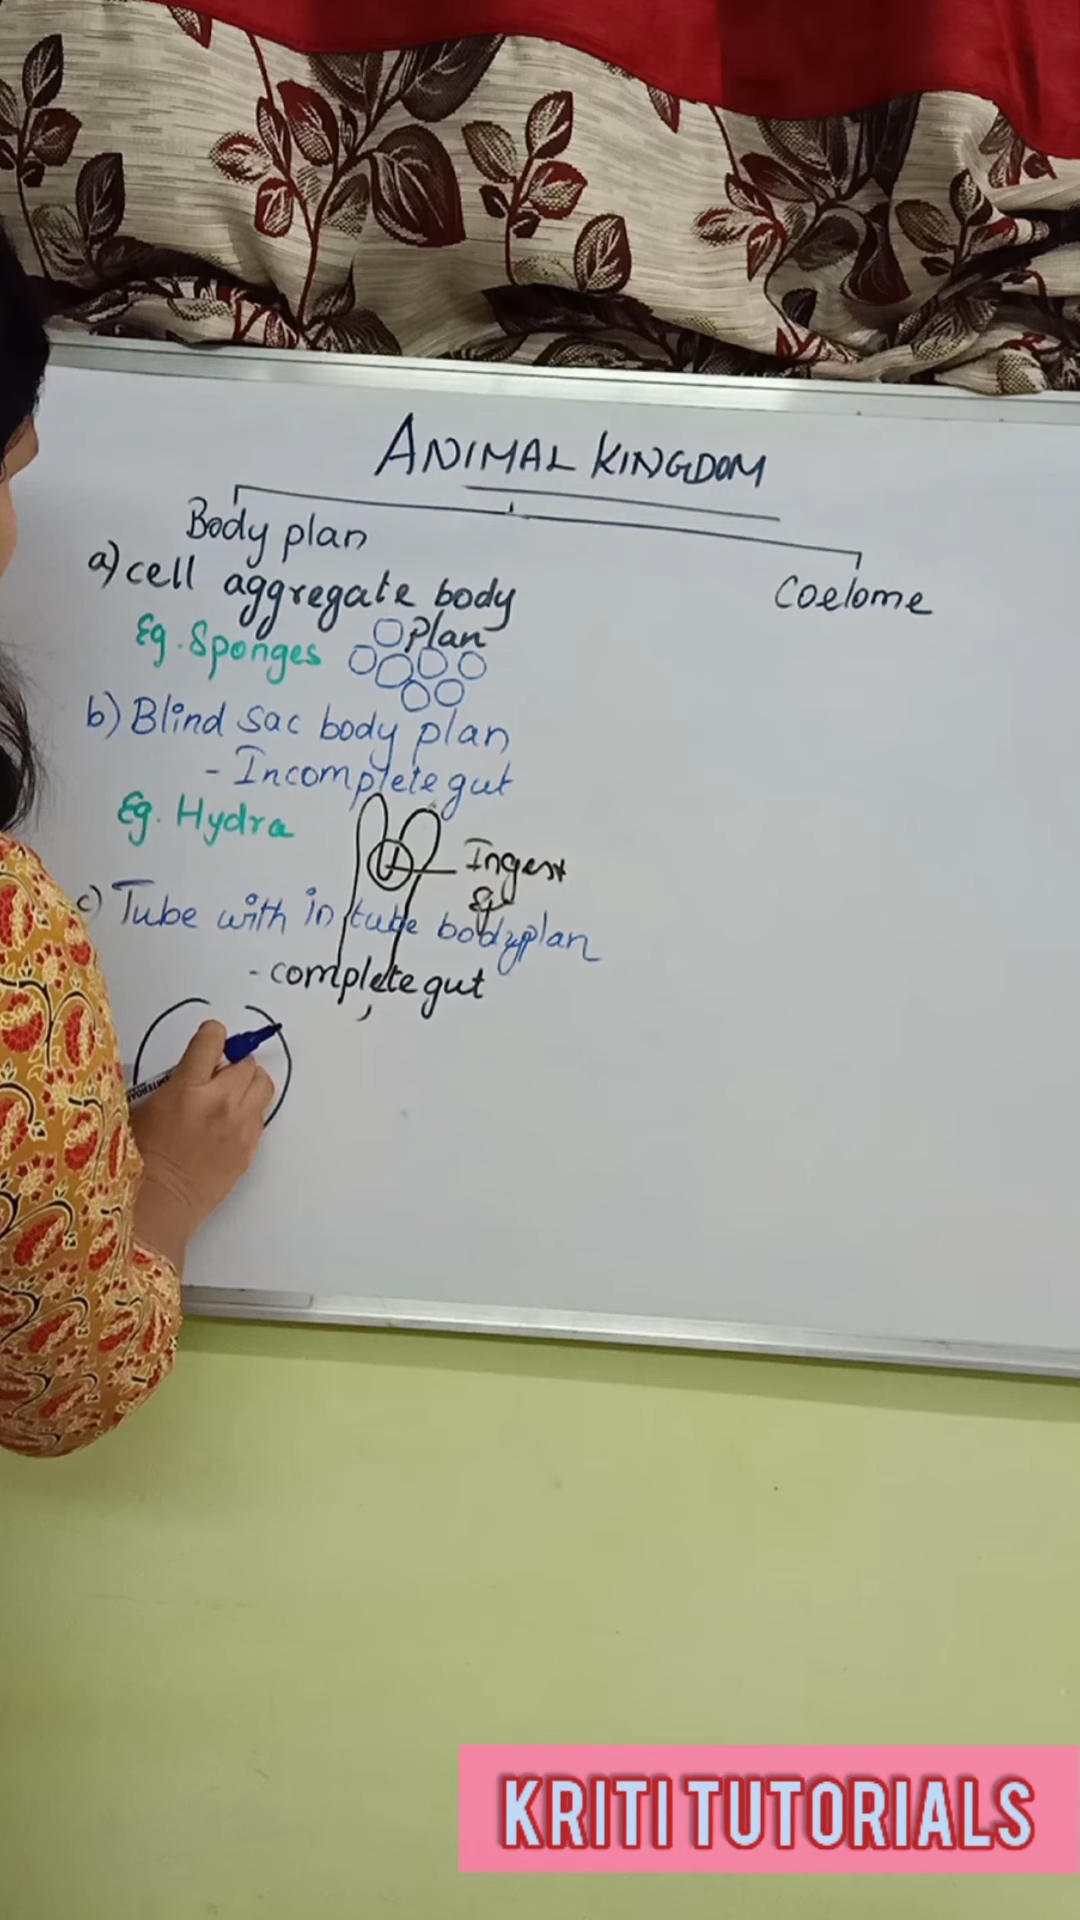 ANIMAL KINGDOM
Body plan
a) cell aggregate body
plan
Eg. Sponges
b) Blind sac body plan
- Incomplete gut
Eg. Hydra
Ingest
&
c) Tube with in tube body plan
- complete gut
Coelome
KRITI TUTORIALS